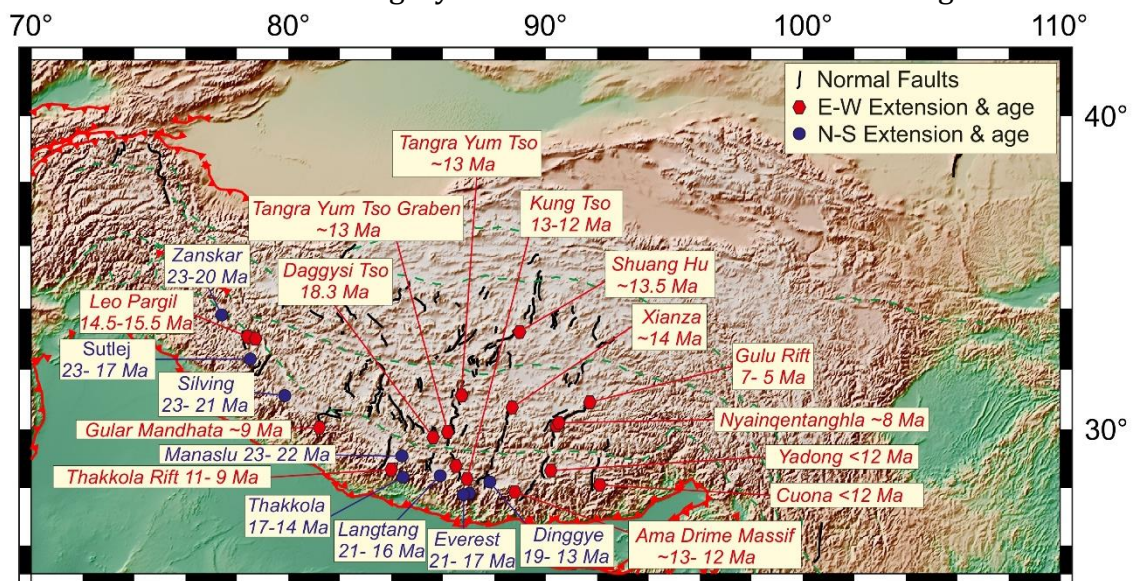 70°
80°
90°
100°
110°
Normal Faults
E-W Extension & age
N-S Extension & age
40°
30°
Tangra Yum Tso
~13 Ma
Tangra Yum Tso Graben
~13 Ma
Kung Tso
13-12 Ma
Zanskar
23-20 Ma
Daggysi Tso
18.3 Ma
Shuang Hu
~13.5 Ma
Leo Pargil
14.5-15.5 Ma
Xianza
~14 Ma
Sutlej
23- 17 Ma
Gulu Rift
7- 5 Ma
Silving
23- 21 Ma
Gular Mandhata ~9 Ma
Nyainqentanghla ~8 Ma
Manaslu 23- 22 Ma
Yadong <12 Ma
Thakkola Rift 11- 9 Ma
Cuona <12 Ma
Thakkola
17-14 Ma
Langtang
21- 16 Ma
Everest
21- 17 Ma
Dinggye
19- 13 Ma
Ama Drime Massif
~13- 12 Ma